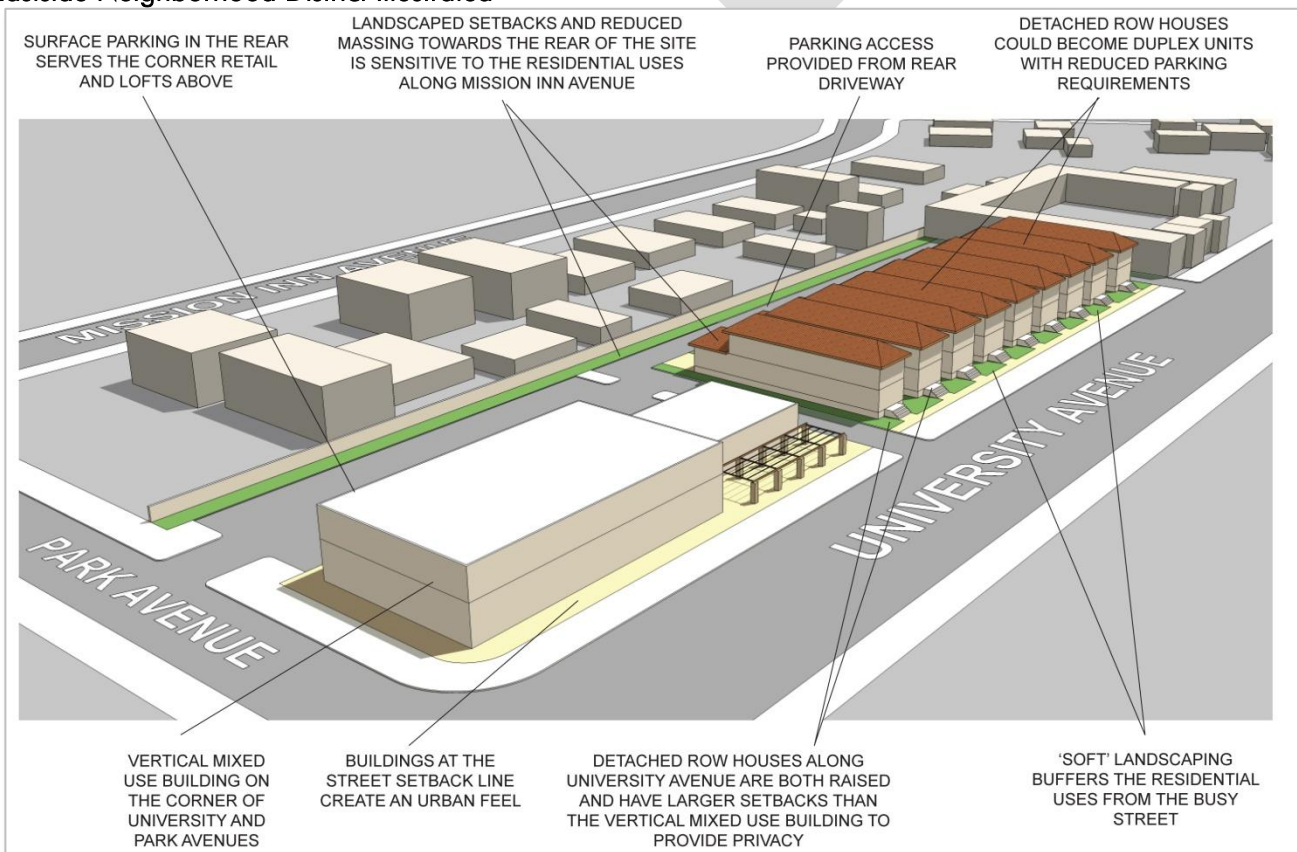 Eastside Neighborhood District Illustrated
SURFACE PARKING IN THE REAR
SERVES THE CORNER RETAIL
AND LOFTS ABOVE
LANDSCAPED SETBACKS AND REDUCED
MASSING TOWARDS THE REAR OF THE SITE
IS SENSITIVE TO THE RESIDENTIAL USES
ALONG MISSION INN AVENUE
PARKING ACCESS
PROVIDED FROM REAR
DRIVEWAY
DETACHED ROW HOUSES
COULD BECOME DUPLEX UNITS
WITH REDUCED PARKING
REQUIREMENTS
MISSION INN AVENUE
PARK AVENUE
UNIVERSITY AVENUE
VERTICAL MIXED
USE BUILDING ON
THE CORNER OF
UNIVERSITY AND
PARK AVENUES
BUILDINGS AT THE
STREET SETBACK LINE
CREATE AN URBAN FEEL
DETACHED ROW HOUSES ALONG
UNIVERSITY AVENUE ARE BOTH RAISED
AND HAVE LARGER SETBACKS THAN
THE VERTICAL MIXED USE BUILDING TO
PROVIDE PRIVACY
‘SOFT’ LANDSCAPING
BUFFERS THE RESIDENTIAL
USES FROM THE BUSY
STREET